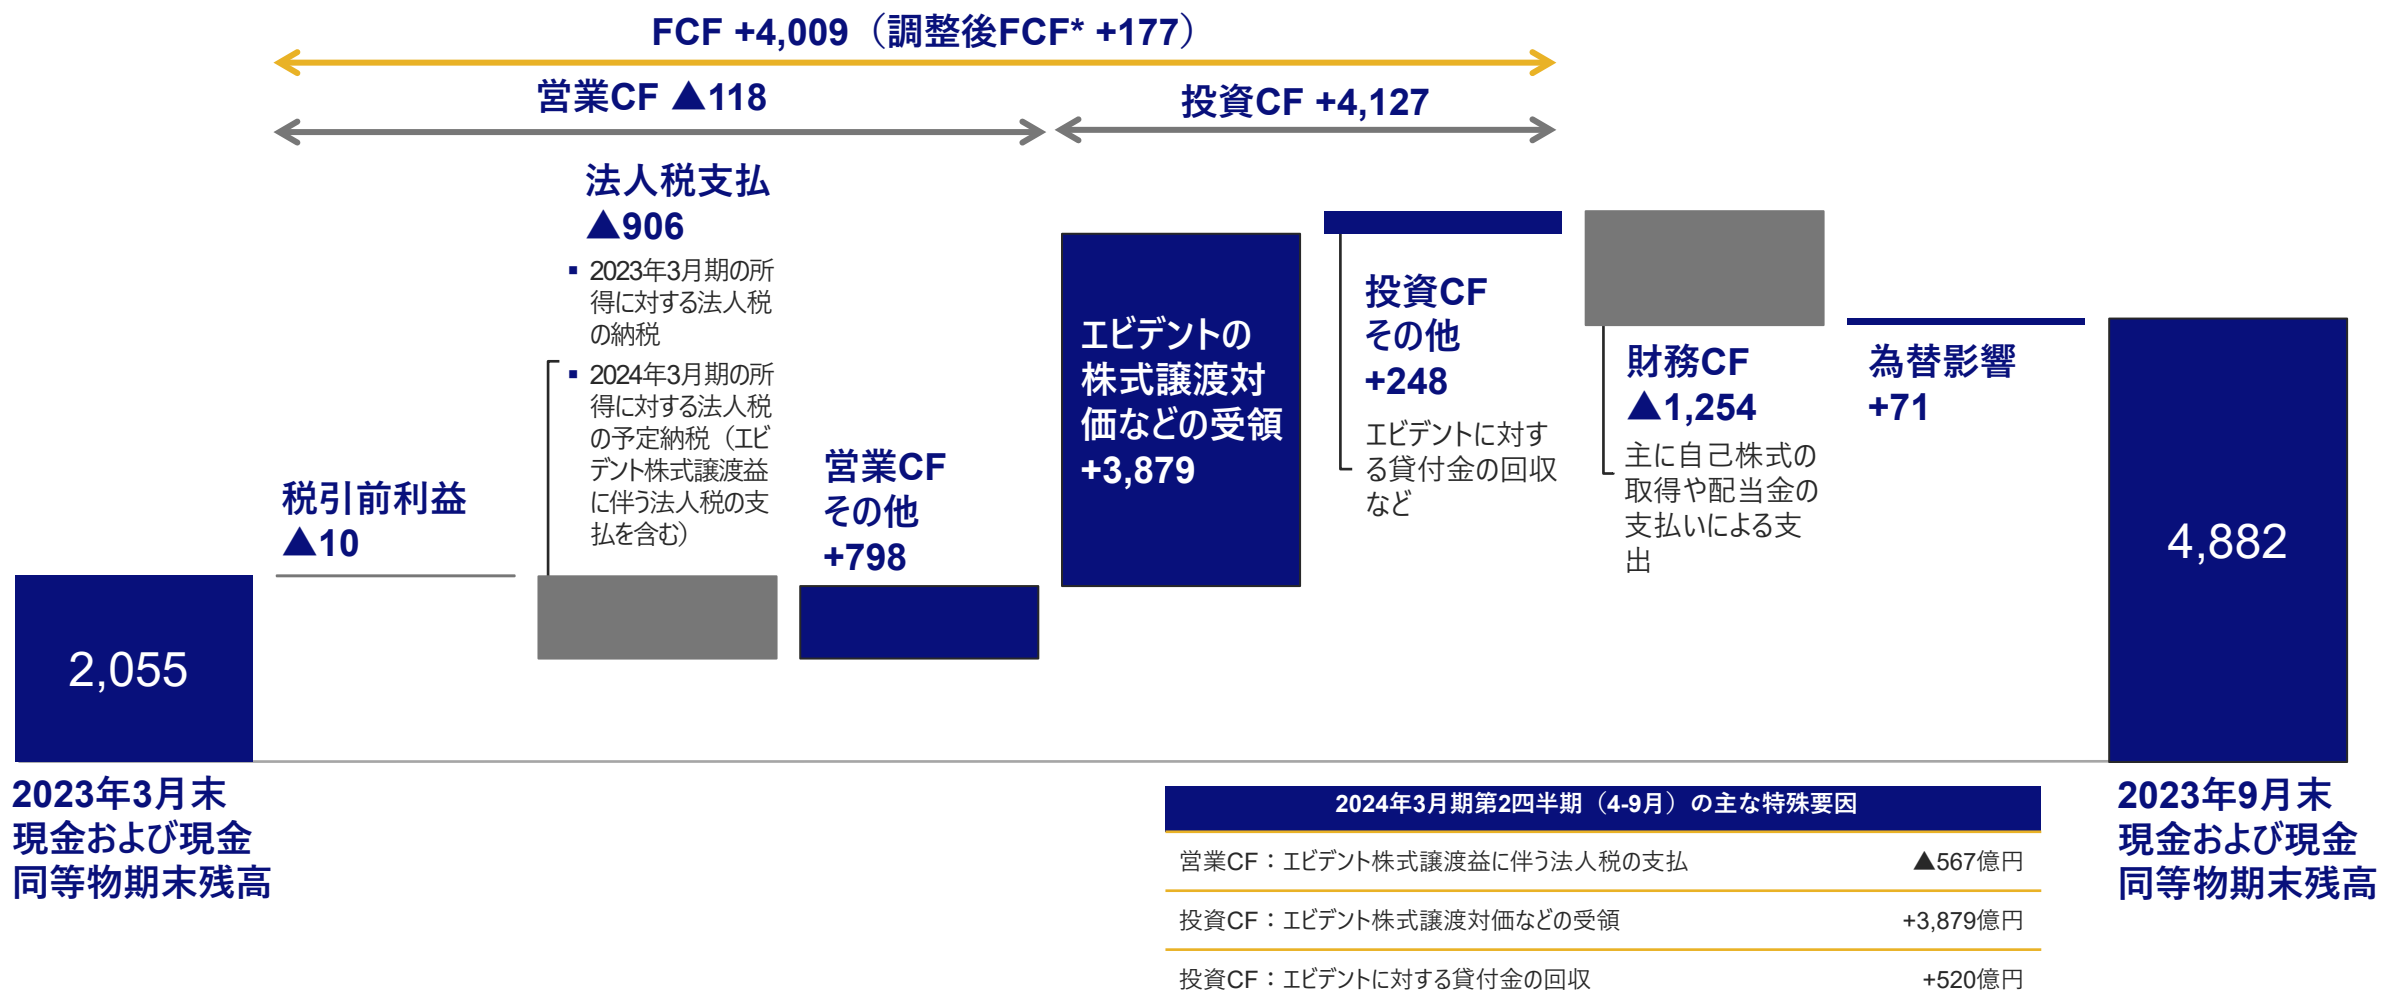 FCF +4,009（調整後FCF* +177）
営業CF ▲118
投資CF +4,127
2,055
2023年3月末
現金および現金
同等物期末残高
税引前利益
▲10
法人税支払
▲906
▪ 2023年3月期の所
得に対する法人税
の納税
▪ 2024年3月期の所
得に対する法人税
の予定納税（エビ
デント株式譲渡益
に伴う法人税の支
払を含む）
営業CF
その他
+798
エビデントの
株式譲渡対
価などの受領
+3,879
投資CF
その他
+248
エビデントに対す
る貸付金の回収
など
財務CF
▲1,254
主に自己株式の
取得や配当金の
支払いによる支
出
為替影響
+71
4,882
2023年9月末
現金および現金
同等物期末残高
2024年3月期第2四半期（4-9月）の主な特殊要因
営業CF：エビデント株式譲渡益に伴う法人税の支払 ▲567億円
投資CF：エビデント株式譲渡対価などの受領 +3,879億円
投資CF：エビデントに対する貸付金の回収 +520億円